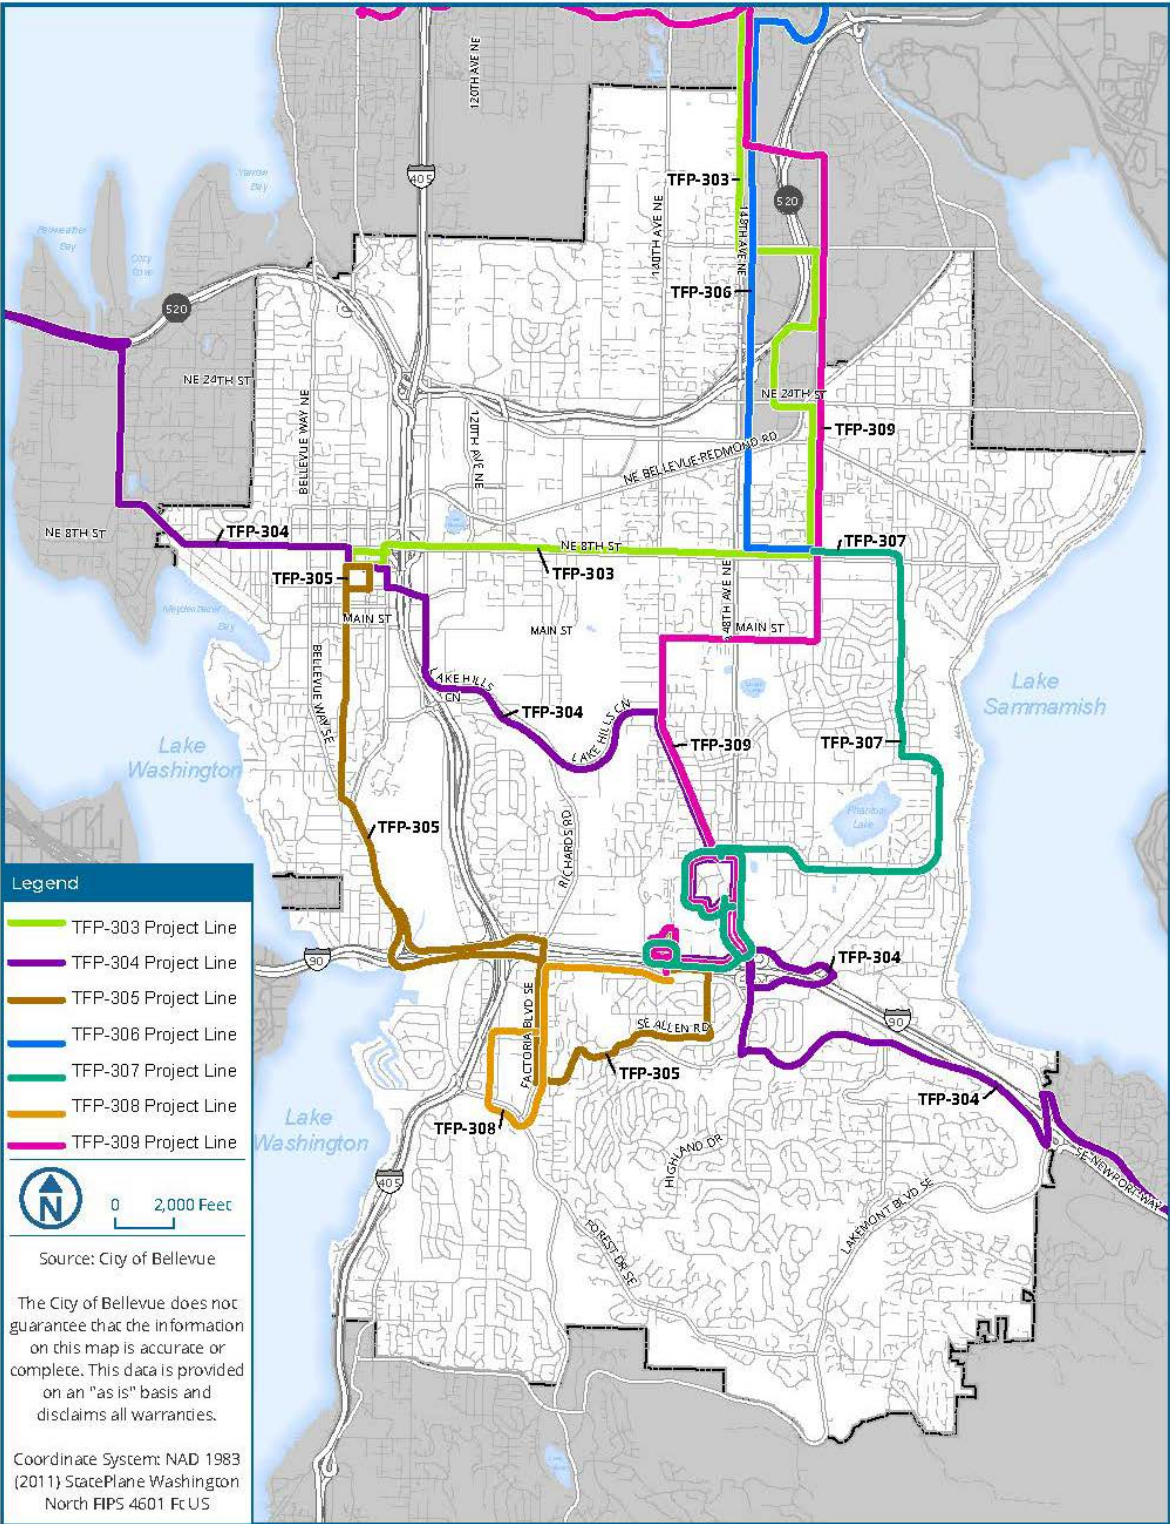 120TH AVE NE
405
Yarrow
Bay
TFP-303
140TH AVE NE
148TH AVE NE
520
Cozy
Cove
TFP-306
520
NE 24TH ST
BELLEVUE WAY NE
NE 24TH ST
120TH AVE NE
TFP-309
NE BELLEVUE-REDMOND RD
NE 8TH ST
TFP-304
NE 8TH ST
TFP-307
TFP-305
TFP-303
148TH AVE NE
Meydenbauer
Bay
MAIN ST
MAIN ST
MAIN ST
BELLEVUE WAY SE
LAKE HILLS
CN
TFP-304
LAKE HILLS CN
Lake
Sammamish
Lake
Washington
TFP-309
TFP-307
Phantom
Lake
TFP-305
RICHARDS RD
Legend
TFP-303 Project Line
TFP-304 Project Line
TFP-305 Project Line
TFP-306 Project Line
TFP-307 Project Line
TFP-308 Project Line
TFP-309 Project Line
90
TFP-304
FACTORIA BLVD SE
SE ALLEN RD
90
TFP-305
TFP-304
TFP-308
Lake
Washington
HIGHLAND DR
SE NEWPORT WAY
405
LAKEMONT BLVD SE
FOREST DR SE
N
0 2,000 Feet
Source: City of Bellevue
The City of Bellevue does not
guarantee that the information
on this map is accurate or
complete. This data is provided
on an "as is" basis and
disclaims all warranties.
Coordinate System: NAD 1983
(2011) StatePlane Washington
North FIPS 4601 Ft US